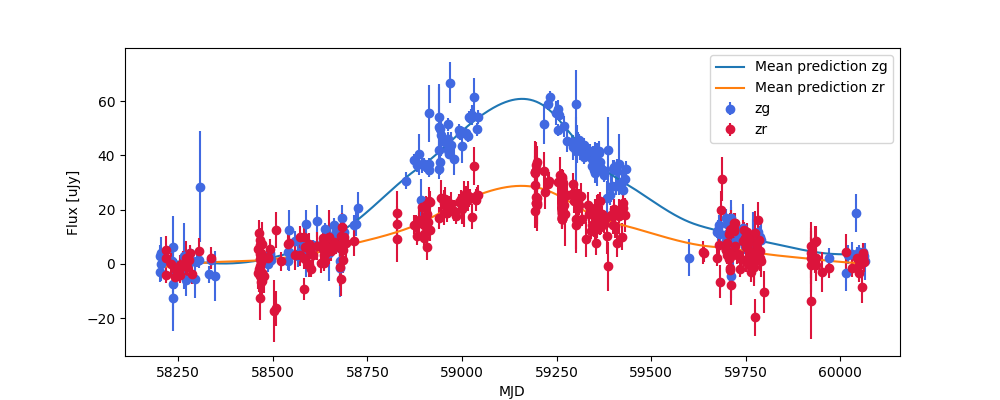 Mean prediction zg
Mean prediction zr
zg
zr
Flux [uJy]
60
40
20
0
−20
58250
58500
58750
59000
59250
59500
59750
60000
MJD